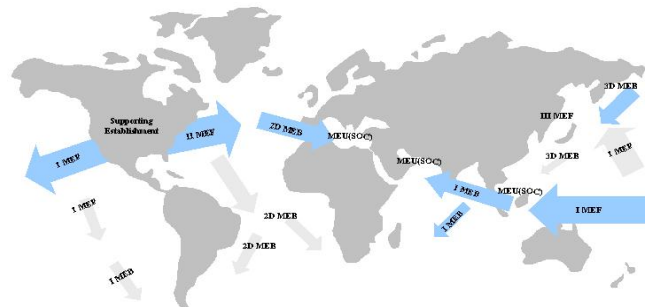 Supporting
Establishment
I MEF
II MEF
2D MEB
MEU(SOC)
MEU(SOC)
III MEF
3D MEB
3D MEB
I MEF
I MEB
MEU(SOC)
I MEF
I MEB
I MEF
2D MEB
2D MEB
I MEB